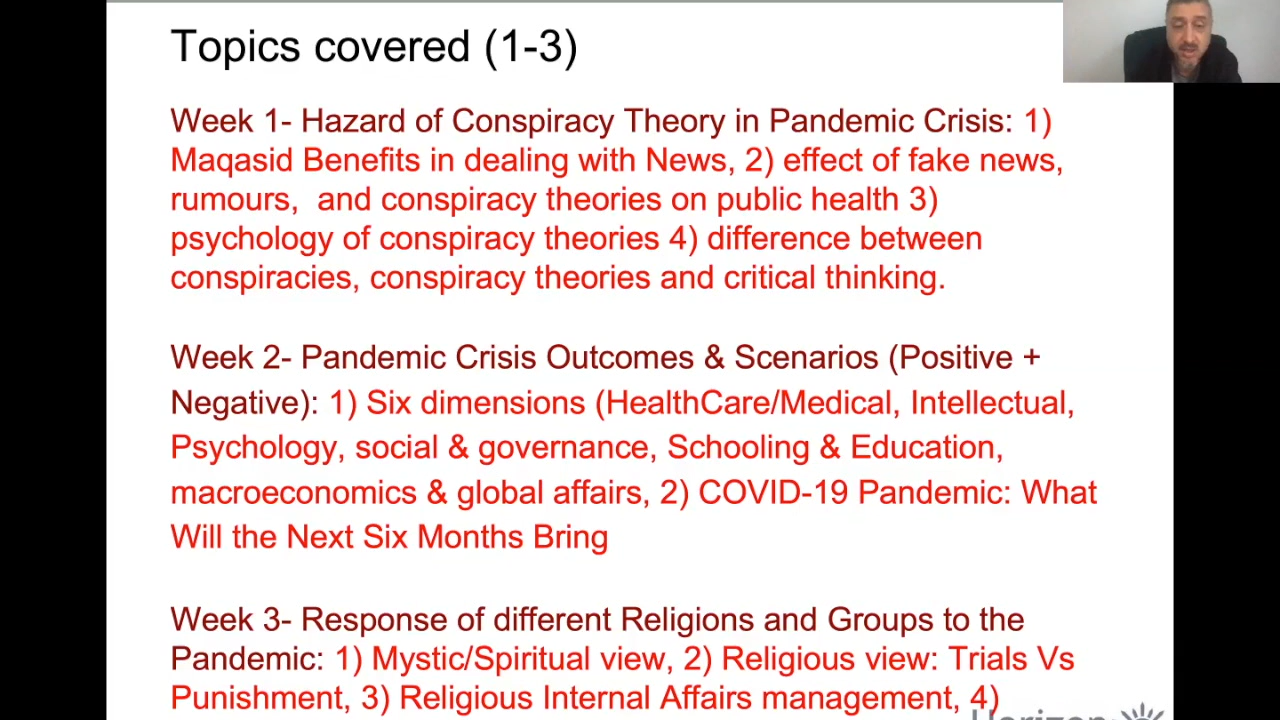 Topics covered (1-3)
Week 1- Hazard of Conspiracy Theory in Pandemic Crisis: 1)
Maqasid Benefits in dealing with News, 2) effect of fake news,
rumours,  and conspiracy theories on public health 3)
psychology of conspiracy theories 4) difference between
conspiracies, conspiracy theories and critical thinking.
Week 2- Pandemic Crisis Outcomes & Scenarios (Positive +
Negative): 1) Six dimensions (HealthCare/Medical, Intellectual,
Psychology, social & governance, Schooling & Education,
macroeconomics & global affairs, 2) COVID-19 Pandemic: What
Will the Next Six Months Bring
Week 3- Response of different Religions and Groups to the
Pandemic: 1) Mystic/Spiritual view, 2) Religious view: Trials Vs
Punishment, 3) Religious Internal Affairs management, 4)